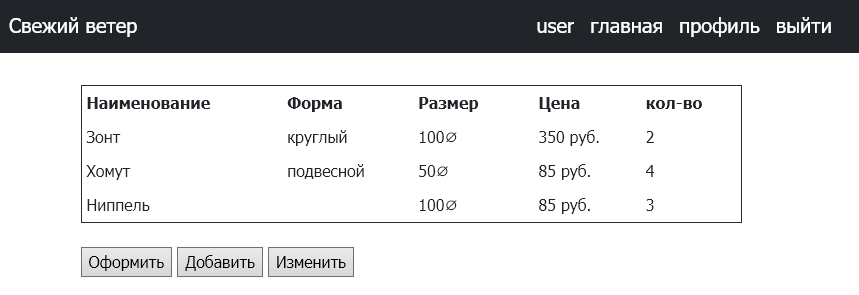 Свежий ветер user главная профиль выйти
Наименование Форма Размер Цена кол-во
Зонт круглый 100∅ 350 руб. 2
Хомут подвесной 50∅ 85 руб. 4
Ниппель 100∅ 85 руб. 3
Оформить Добавить Изменить